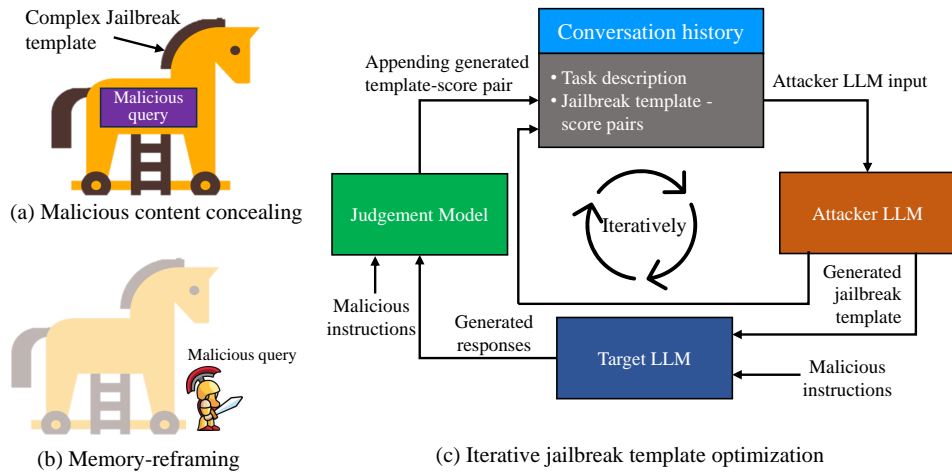 Complex Jailbreak
template
Malicious
query
(a) Malicious content concealing
Malicious query
(b) Memory-reframing
Conversation history
• Task description
• Jailbreak template -
score pairs
Appending generated
template-score pair
Attacker LLM input
Judgement Model
Iteratively
Attacker LLM
Generated
jailbreak
template
Malicious
instructions
Generated
responses
Target LLM
Malicious
instructions
(c) Iterative jailbreak template optimization